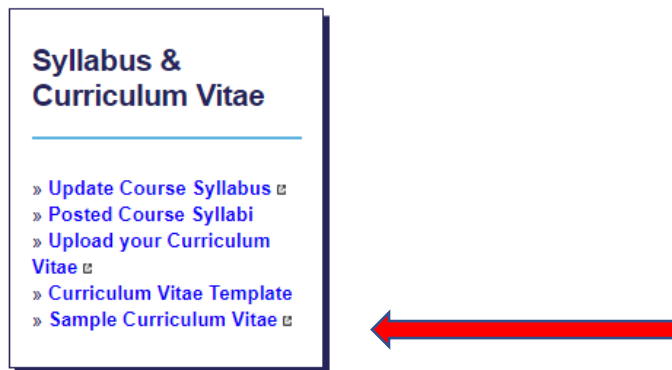 Syllabus &
Curriculum Vitae
» Update Course Syllabus
» Posted Course Syllabi
» Upload your Curriculum
Vitae
» Curriculum Vitae Template
» Sample Curriculum Vitae